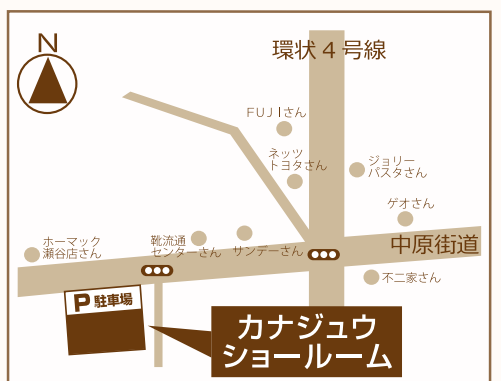 N
環状4号線
FUJIさん
ネッツ
トヨタさん
ジョリー
パスタさん
ゲオさん
ホーマック
瀬谷店さん
靴流通
センターさん
サンデーさん
中原街道
不二家さん
P 駐車場
カナジュウ
ショールーム